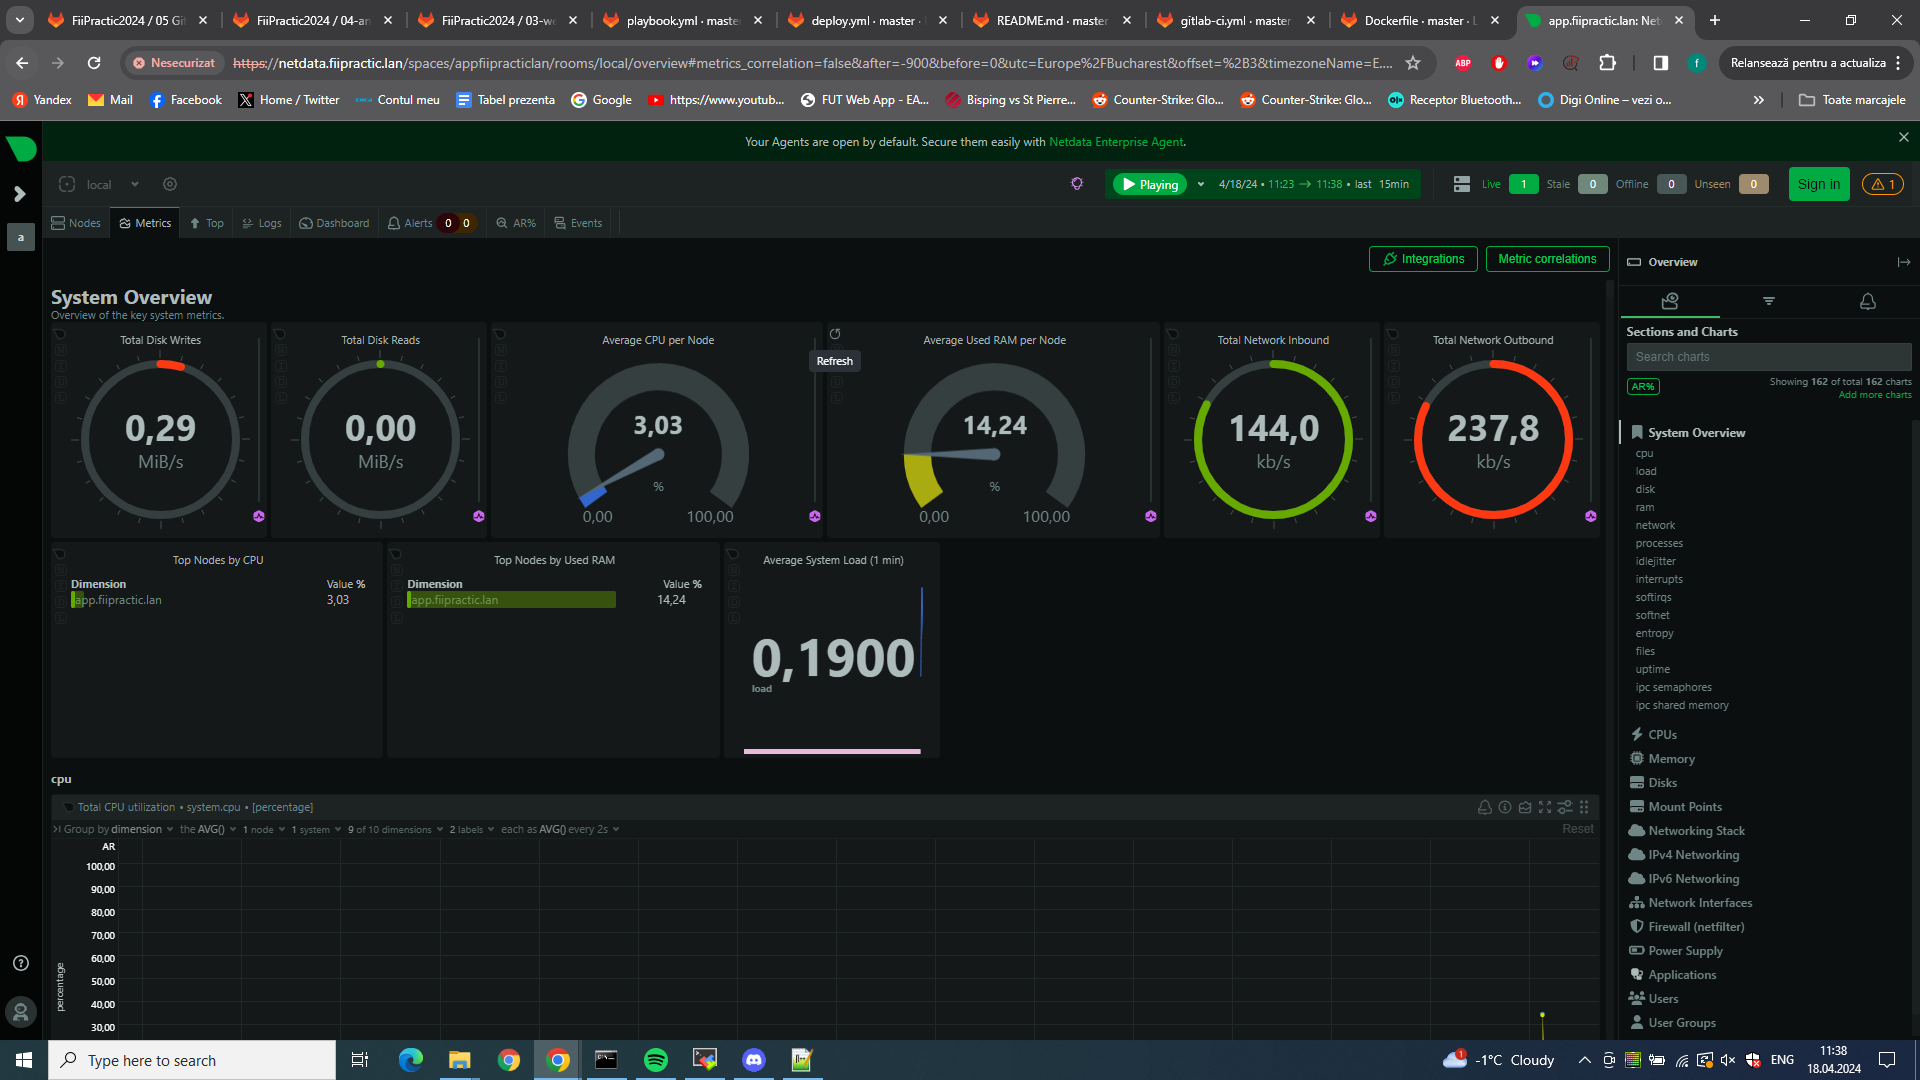 FiiPractic2024 / 05 Git
FiiPractic2024 / 04-an
FiiPractic2024 / 03-we
playbook.yml · master
deploy.yml · master ·
README.md · master
gitlab-ci.yml · master
Dockerfile · master ·
app.fiipractic.lan: Net
Nesecurizat
https://netdata.fiipractic.lan/spaces/appfiipracticlan/rooms/local/overview#metrics_correlation=false&after=-900&before=0&utc=Europe%2FBucharest&offset=%2B3&timezoneName=E...
ABP
f
Relansează pentru a actualiza
Yandex
Mail
Facebook
Home / Twitter
Contul meu
Tabel prezenta
Google
https://www.youtub...
FUT Web App - EA...
Bisping vs St Pierre...
Counter-Strike: Glo...
Counter-Strike: Glo...
Receptor Bluetooth...
Digi Online – vezi o...
Toate marcajele
Your Agents are open by default. Secure them easily with Netdata Enterprise Agent.
local
Playing
4/18/24 • 11:23 → 11:38 • last 15min
Live 1
Stale 0
Offline 0
Unseen 0
Sign in
1
a
Nodes
Metrics
Top
Logs
Dashboard
Alerts 0 0
AR%
Events
Integrations
Metric correlations
System Overview
Overview of the key system metrics.
Total Disk Writes
0,29
MiB/s
Total Disk Reads
0,00
MiB/s
Average CPU per Node
3,03
%
0,00 100,00
Refresh
Average Used RAM per Node
14,24
%
0,00 100,00
Total Network Inbound
144,0
kb/s
Total Network Outbound
237,8
kb/s
Top Nodes by CPU
Dimension Value %
app.fiipractic.lan 3,03
Top Nodes by Used RAM
Dimension Value %
app.fiipractic.lan 14,24
Average System Load (1 min)
0,1900
load
cpu
Total CPU utilization • system.cpu • [percentage]
Group by dimension the AVG() 1 node 1 system 9 of 10 dimensions 2 labels each as AVG() every 2s
Reset
AR
100,00
90,00
80,00
70,00
60,00
50,00
40,00
30,00
percentage
Overview
Sections and Charts
Search charts
AR%
Showing 162 of total 162 charts
Add more charts
System Overview
cpu
load
disk
ram
network
processes
idlejitter
interrupts
softirqs
softnet
entropy
files
uptime
ipc semaphores
ipc shared memory
CPUs
Memory
Disks
Mount Points
Networking Stack
IPv4 Networking
IPv6 Networking
Network Interfaces
Firewall (netfilter)
Power Supply
Applications
Users
User Groups
Type here to search
1
-1°C Cloudy
ENG
11:38
18.04.2024